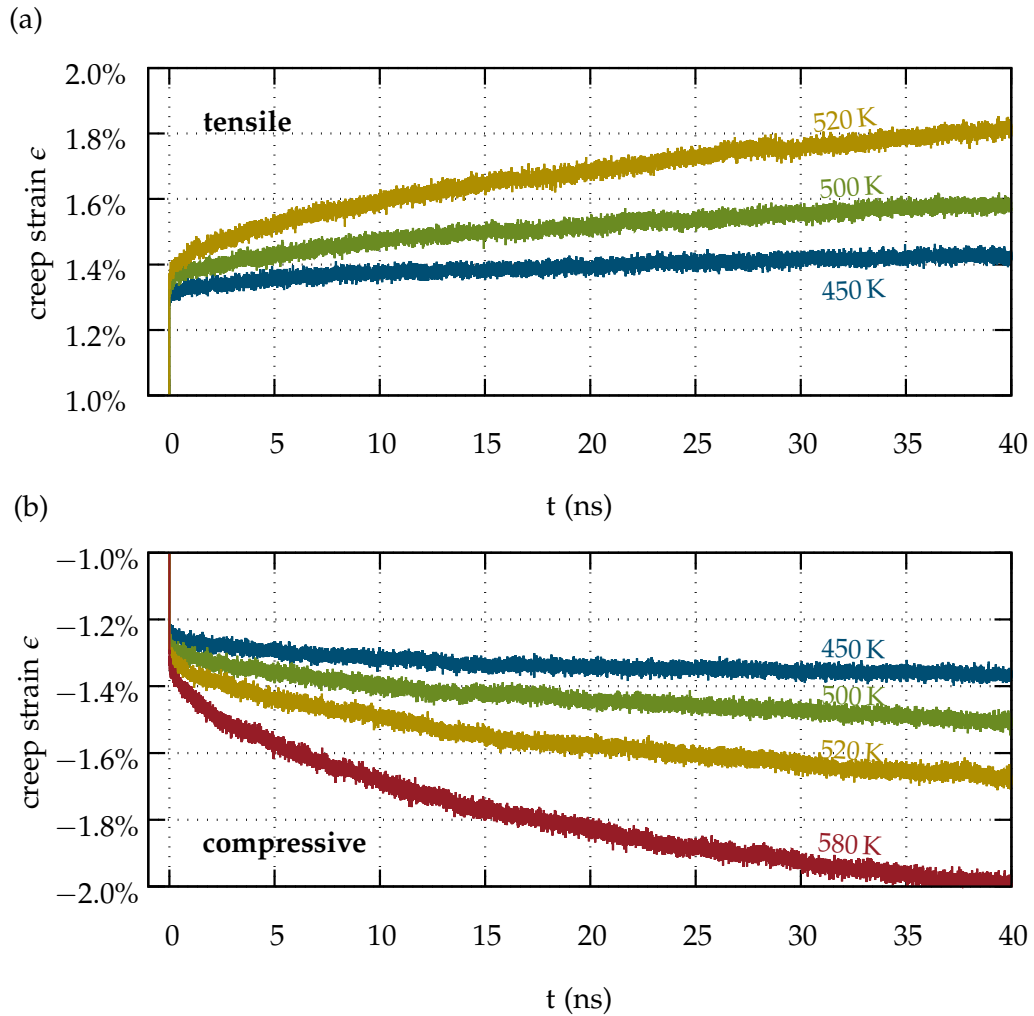 (a)
2.0%
1.8%
1.6%
1.4%
1.2%
1.0%
creep strain ϵ
tensile
520 K
500 K
450 K
0 5 10 15 20 25 30 35 40
t (ns)
(b)
−1.0%
−1.2%
−1.4%
−1.6%
−1.8%
−2.0%
creep strain ϵ
450 K
500 K
520 K
580 K
compressive
0 5 10 15 20 25 30 35 40
t (ns)